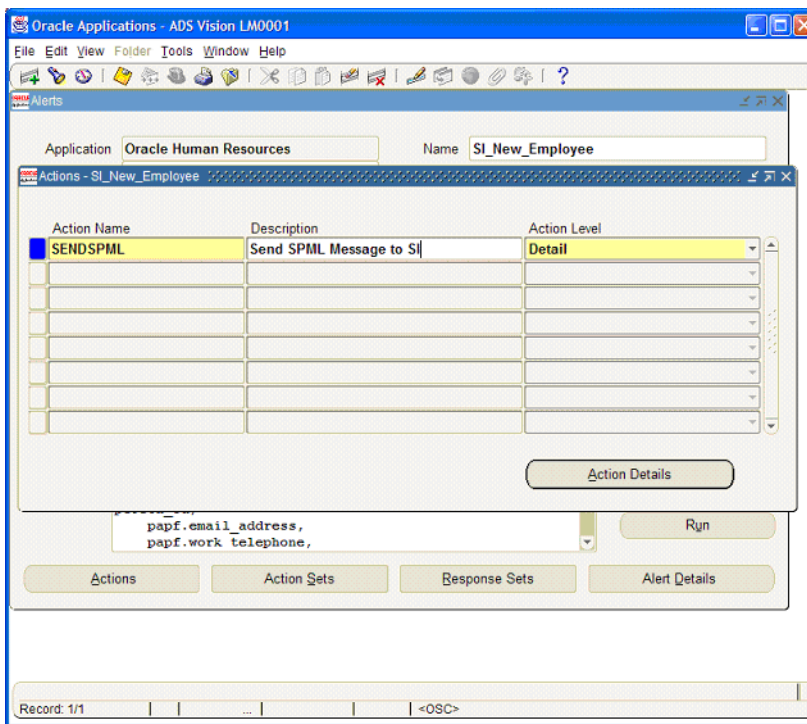 Oracle Applications - ADS Vision LM0001
File Edit View Folder Tools Window Help
Alerts
Application Oracle Human Resources Name SI_New_Employee
Actions - SI_New_Employee
Action Name Description Action Level
SENDSPML Send SPML Message to SI Detail
Action Details
papf.email_address,
papf.work telephone,
Run
Actions Action Sets Response Sets Alert Details
Record: 1/1 ... <OSC>